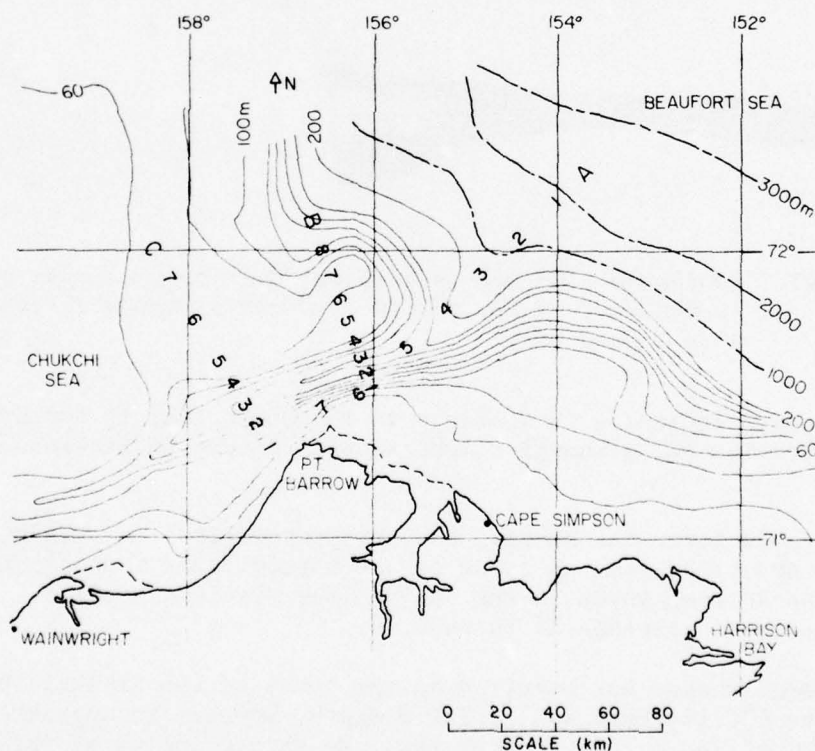 158° 156° 154° 152°
N
BEAUFORT SEA
60
100m
200
3000m
A
1
2
3
4
5
6
7
B
8
7
6
5
4
3
2
1
72°
C
7
6
5
4
3
2
1
2000
1000
200
60
CHUKCHI
SEA
PT.
BARROW
CAPE SIMPSON
71°
WAINWRIGHT
HARRISON
BAY
0 20 40 60 80
SCALE (km)